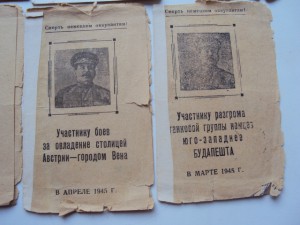 Смерть немецким оккупантам!
Участнику боев
за овладение столицей
Австрии—городом Вена
В АПРЕЛЕ 1945 Г.
Смерть немецким оккупантам!
Участнику разгрома
танковой группы немцев
юго-западнее
БУДАПЕШТА
В МАРТЕ 1945 Г.